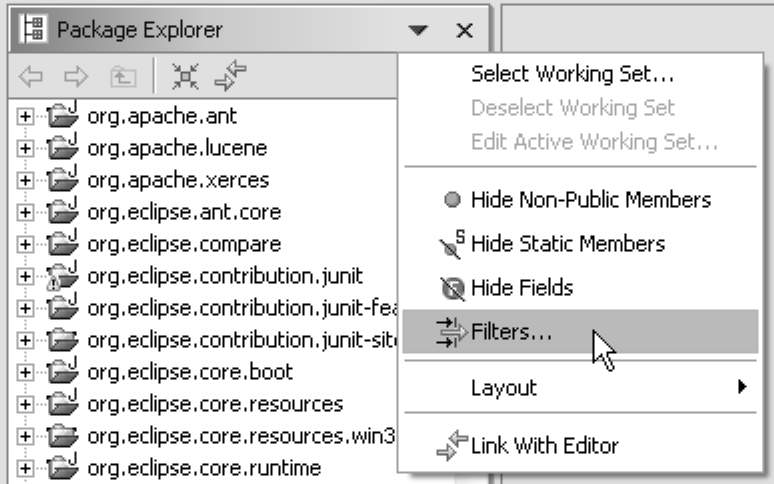 Package Explorer
Select Working Set...
Deselect Working Set
Edit Active Working Set...
Hide Non-Public Members
S
Hide Static Members
Hide Fields
Filters...
Layout
Link With Editor
org.apache.ant
org.apache.lucene
org.apache.xerces
org.eclipse.ant.core
org.eclipse.compare
org.eclipse.contribution.junit
org.eclipse.contribution.junit-fea
org.eclipse.contribution.junit-sit
org.eclipse.core.boot
org.eclipse.core.resources
org.eclipse.core.resources.win3
org.eclipse.core.runtime